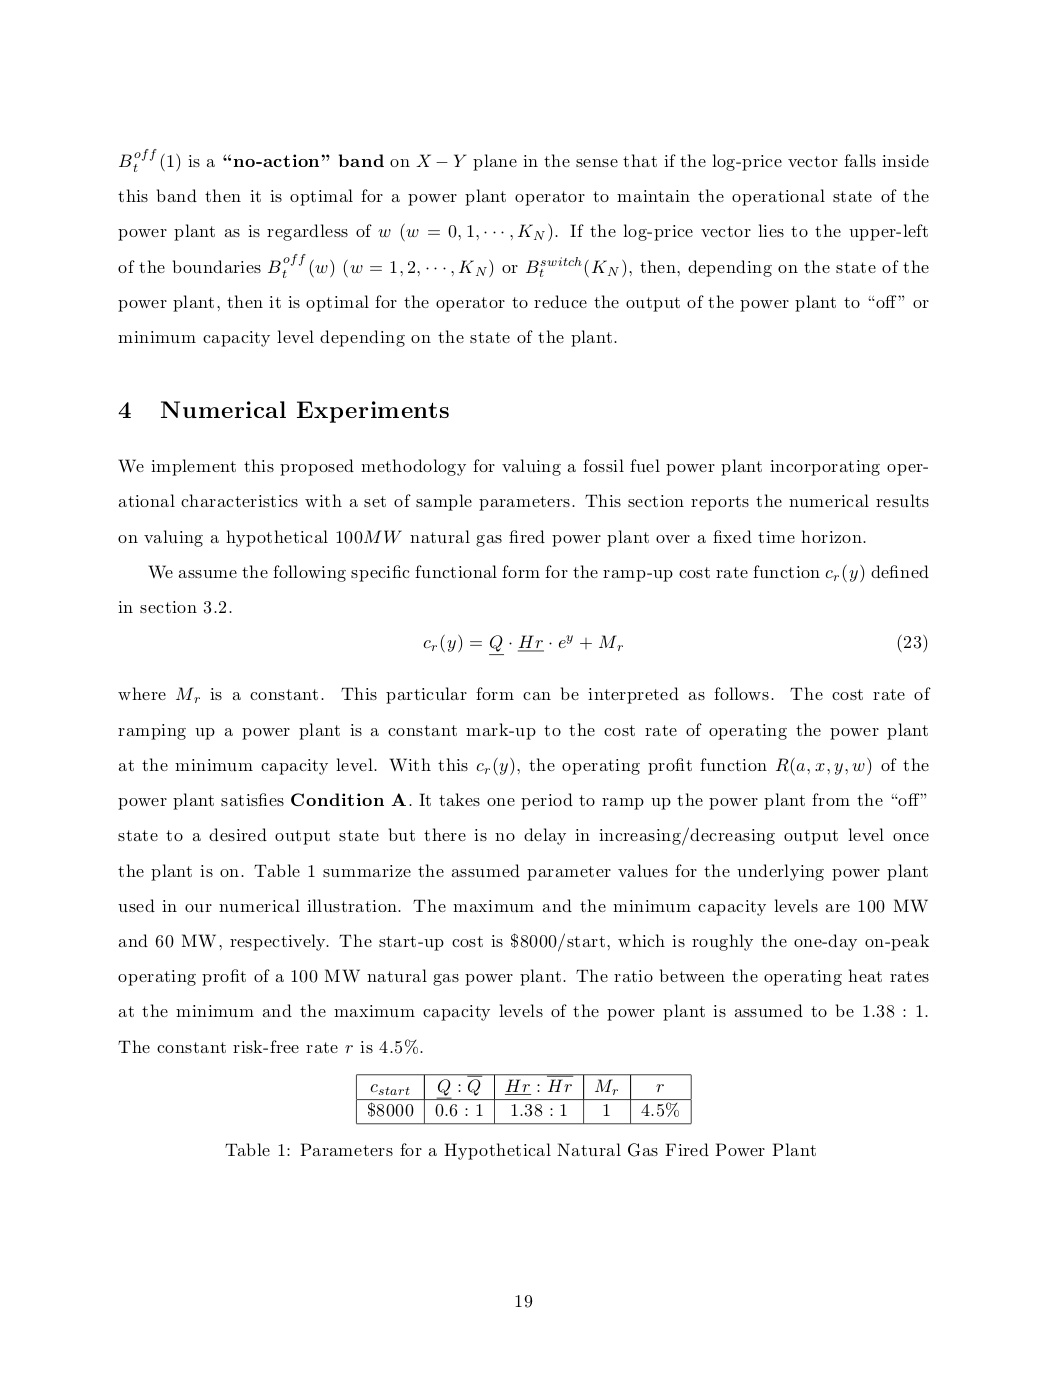 $B_t^{off}(1)$ is a “no-action” band on $X - Y$ plane in the sense that if the log-price vector falls inside
this band then it is optimal for a power plant operator to maintain the operational state of the
power plant as is regardless of $w$ ($w = 0, 1, \cdots, K_N$). If the log-price vector lies to the upper-left
of the boundaries $B_t^{off}(w)$ ($w = 1, 2, \cdots, K_N$) or $B_t^{switch}(K_N)$, then, depending on the state of the
power plant, then it is optimal for the operator to reduce the output of the power plant to “off” or
minimum capacity level depending on the state of the plant.
4 Numerical Experiments
We implement this proposed methodology for valuing a fossil fuel power plant incorporating oper-
ational characteristics with a set of sample parameters. This section reports the numerical results
on valuing a hypothetical $100MW$ natural gas fired power plant over a fixed time horizon.
We assume the following specific functional form for the ramp-up cost rate function $c_r(y)$ defined
in section 3.2.
$c_r(y) = \underline{Q} \cdot \underline{Hr} \cdot e^y + M_r$ (23)
where $M_r$ is a constant. This particular form can be interpreted as follows. The cost rate of
ramping up a power plant is a constant mark-up to the cost rate of operating the power plant
at the minimum capacity level. With this $c_r(y)$, the operating profit function $R(a, x, y, w)$ of the
power plant satisfies Condition A. It takes one period to ramp up the power plant from the “off”
state to a desired output state but there is no delay in increasing/decreasing output level once
the plant is on. Table 1 summarize the assumed parameter values for the underlying power plant
used in our numerical illustration. The maximum and the minimum capacity levels are 100 MW
and 60 MW, respectively. The start-up cost is $8000/start, which is roughly the one-day on-peak
operating profit of a 100 MW natural gas power plant. The ratio between the operating heat rates
at the minimum and the maximum capacity levels of the power plant is assumed to be 1.38 : 1.
The constant risk-free rate $r$ is 4.5%.
$c_{start}$ $\underline{Q} : \overline{Q}$ $\underline{Hr} : \overline{Hr}$ $M_r$ $r$
$8000 0.6 : 1 1.38 : 1 1 4.5%
Table 1: Parameters for a Hypothetical Natural Gas Fired Power Plant
19